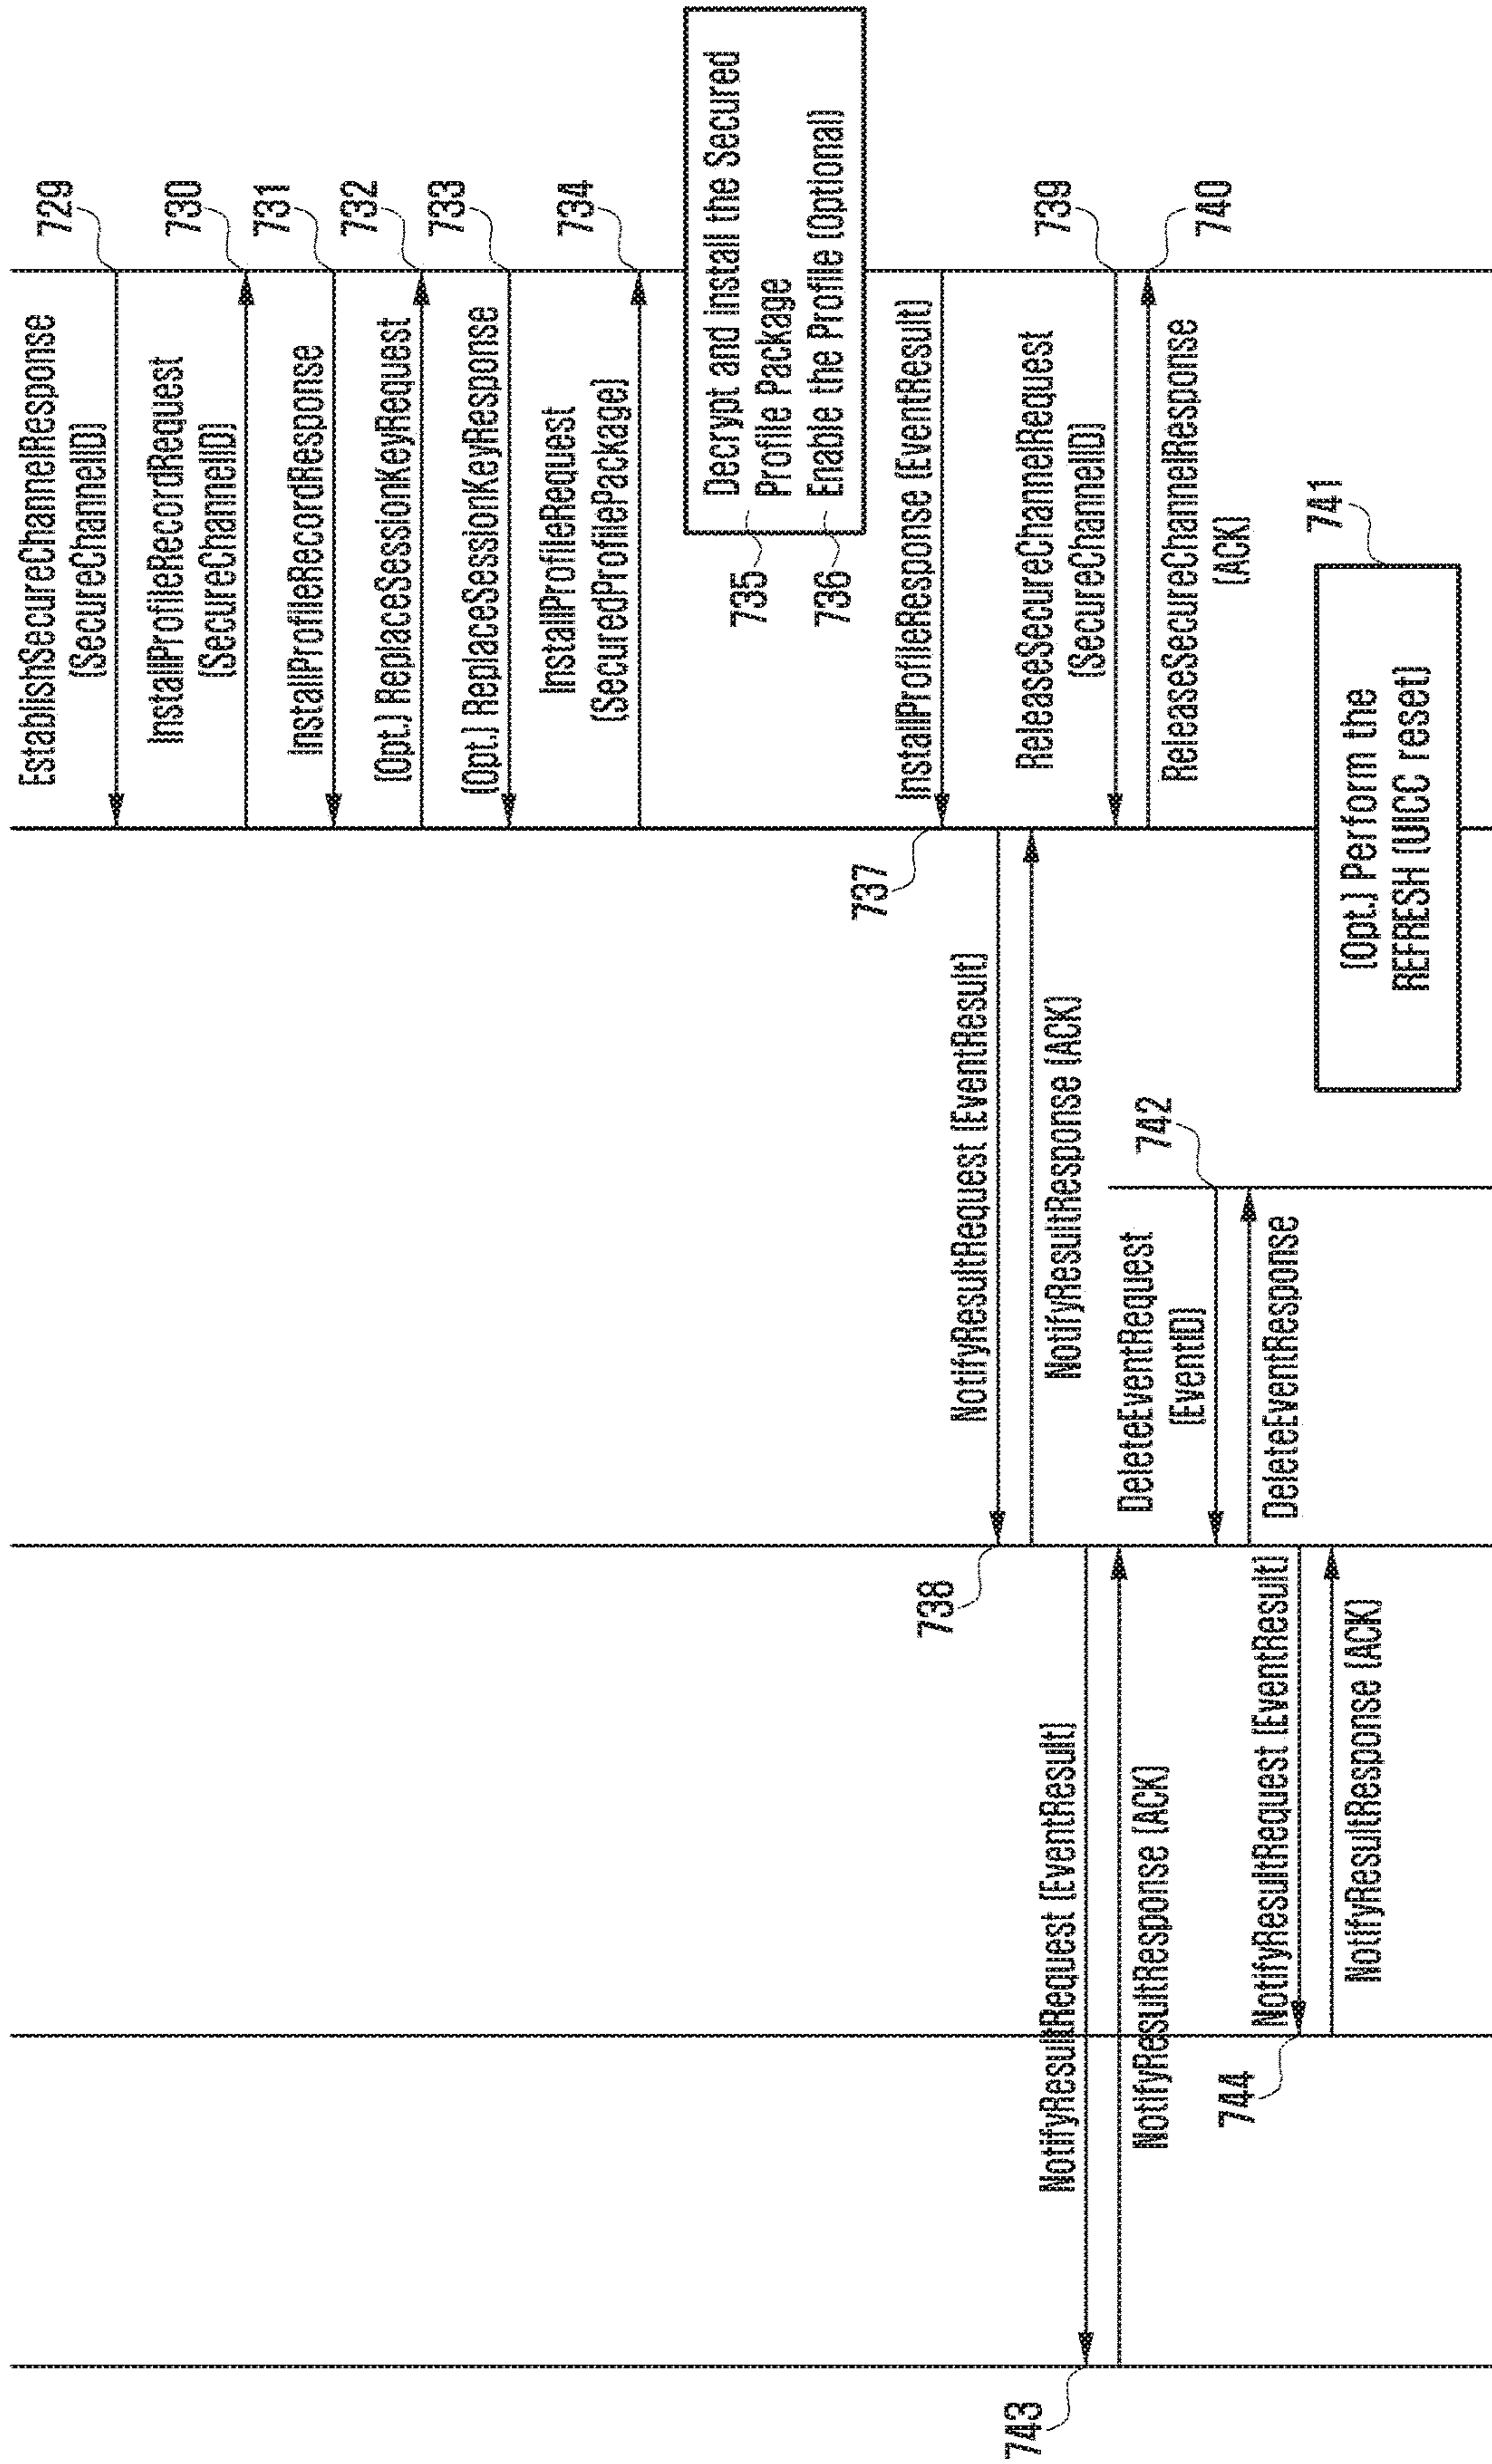 729
EstablishSecureChannelResponse
(SecureChannelID)
730
InstallProfileRecordRequest
(SecureChannelID)
731
InstallProfileRecordResponse
732
(Opt.) ReplaceSessionKeyRequest
733
(Opt.) ReplaceSessionKeyResponse
734
InstallProfileRequest
(SecuredProfilePackage)
735
Decrypt and Install the Secured
Profile Package
736
Enable the Profile (Optional)
InstallProfileResponse (EventResult)
737
NotifyResultRequest (EventResult)
738
NotifyResultResponse (ACK)
739
ReleaseSecureChannelRequest
(SecureChannelID)
740
ReleaseSecureChannelResponse
(ACK)
NotifyResultRequest (EventResult)
743
NotifyResultResponse (ACK)
742
DeleteEventRequest
(EventID)
DeleteEventResponse
NotifyResultRequest (EventResult)
744
NotifyResultResponse (ACK)
741
(Opt.) Perform the
REFRESH (UICC reset)